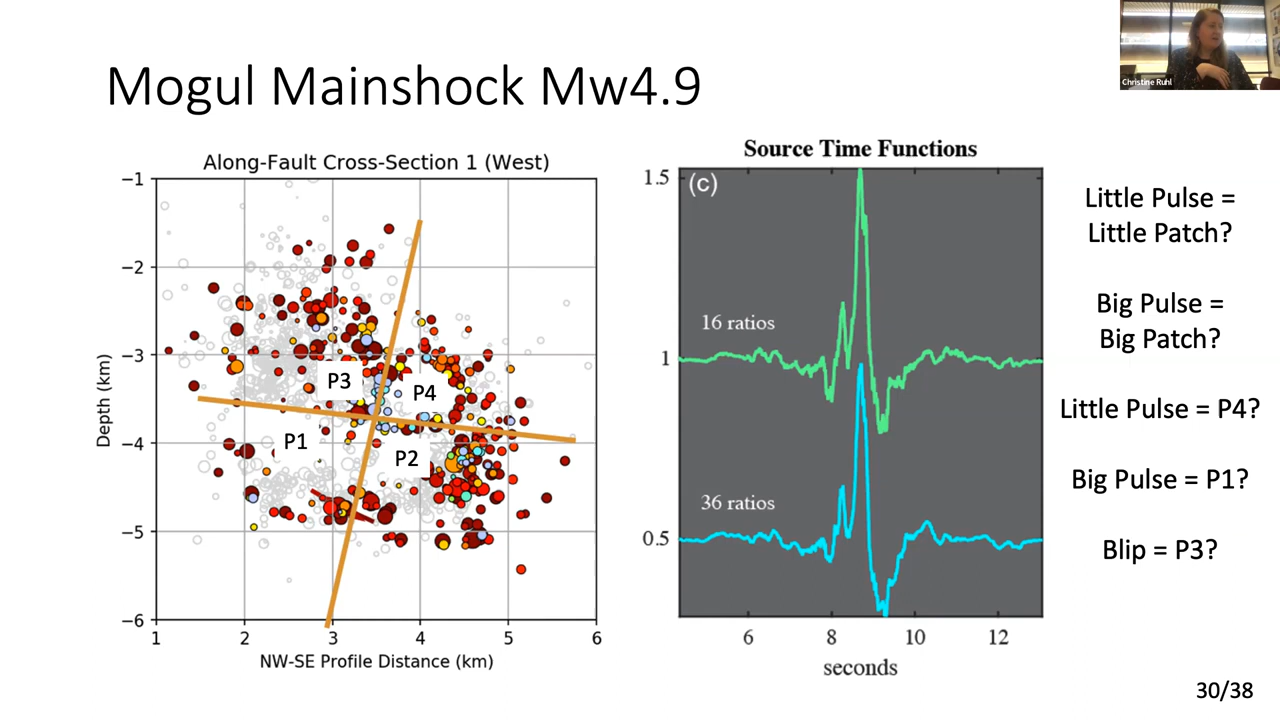 Christine Ruhl
Mogul Mainshock Mw4.9
Along-Fault Cross-Section 1 (West)
−1
−2
−3
−4
−5
−6
Depth (km)
P3
P4
P1
P2
1
2
3
4
5
6
NW-SE Profile Distance (km)
Source Time Functions
(c)
1.5
1
0.5
16 ratios
36 ratios
6
8
10
12
seconds
Little Pulse =
Little Patch?
Big Pulse =
Big Patch?
Little Pulse = P4?
Big Pulse = P1?
Blip = P3?
30/38